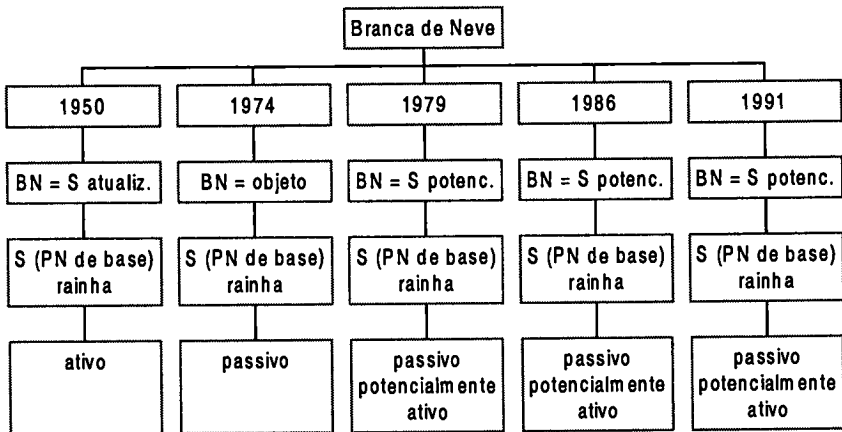 Branca de Neve
1950
1974
1979
1986
1991
BN = S atualiz.
BN = objeto
BN = S potenc.
BN = S potenc.
BN = S potenc.
S (PN de base)
rainha
S (PN de base)
rainha
S (PN de base)
rainha
S (PN de base)
rainha
S (PN de base)
rainha
ativo
passivo
passivo
potencialmente
ativo
passivo
potencialmente
ativo
passivo
potencialmente
ativo